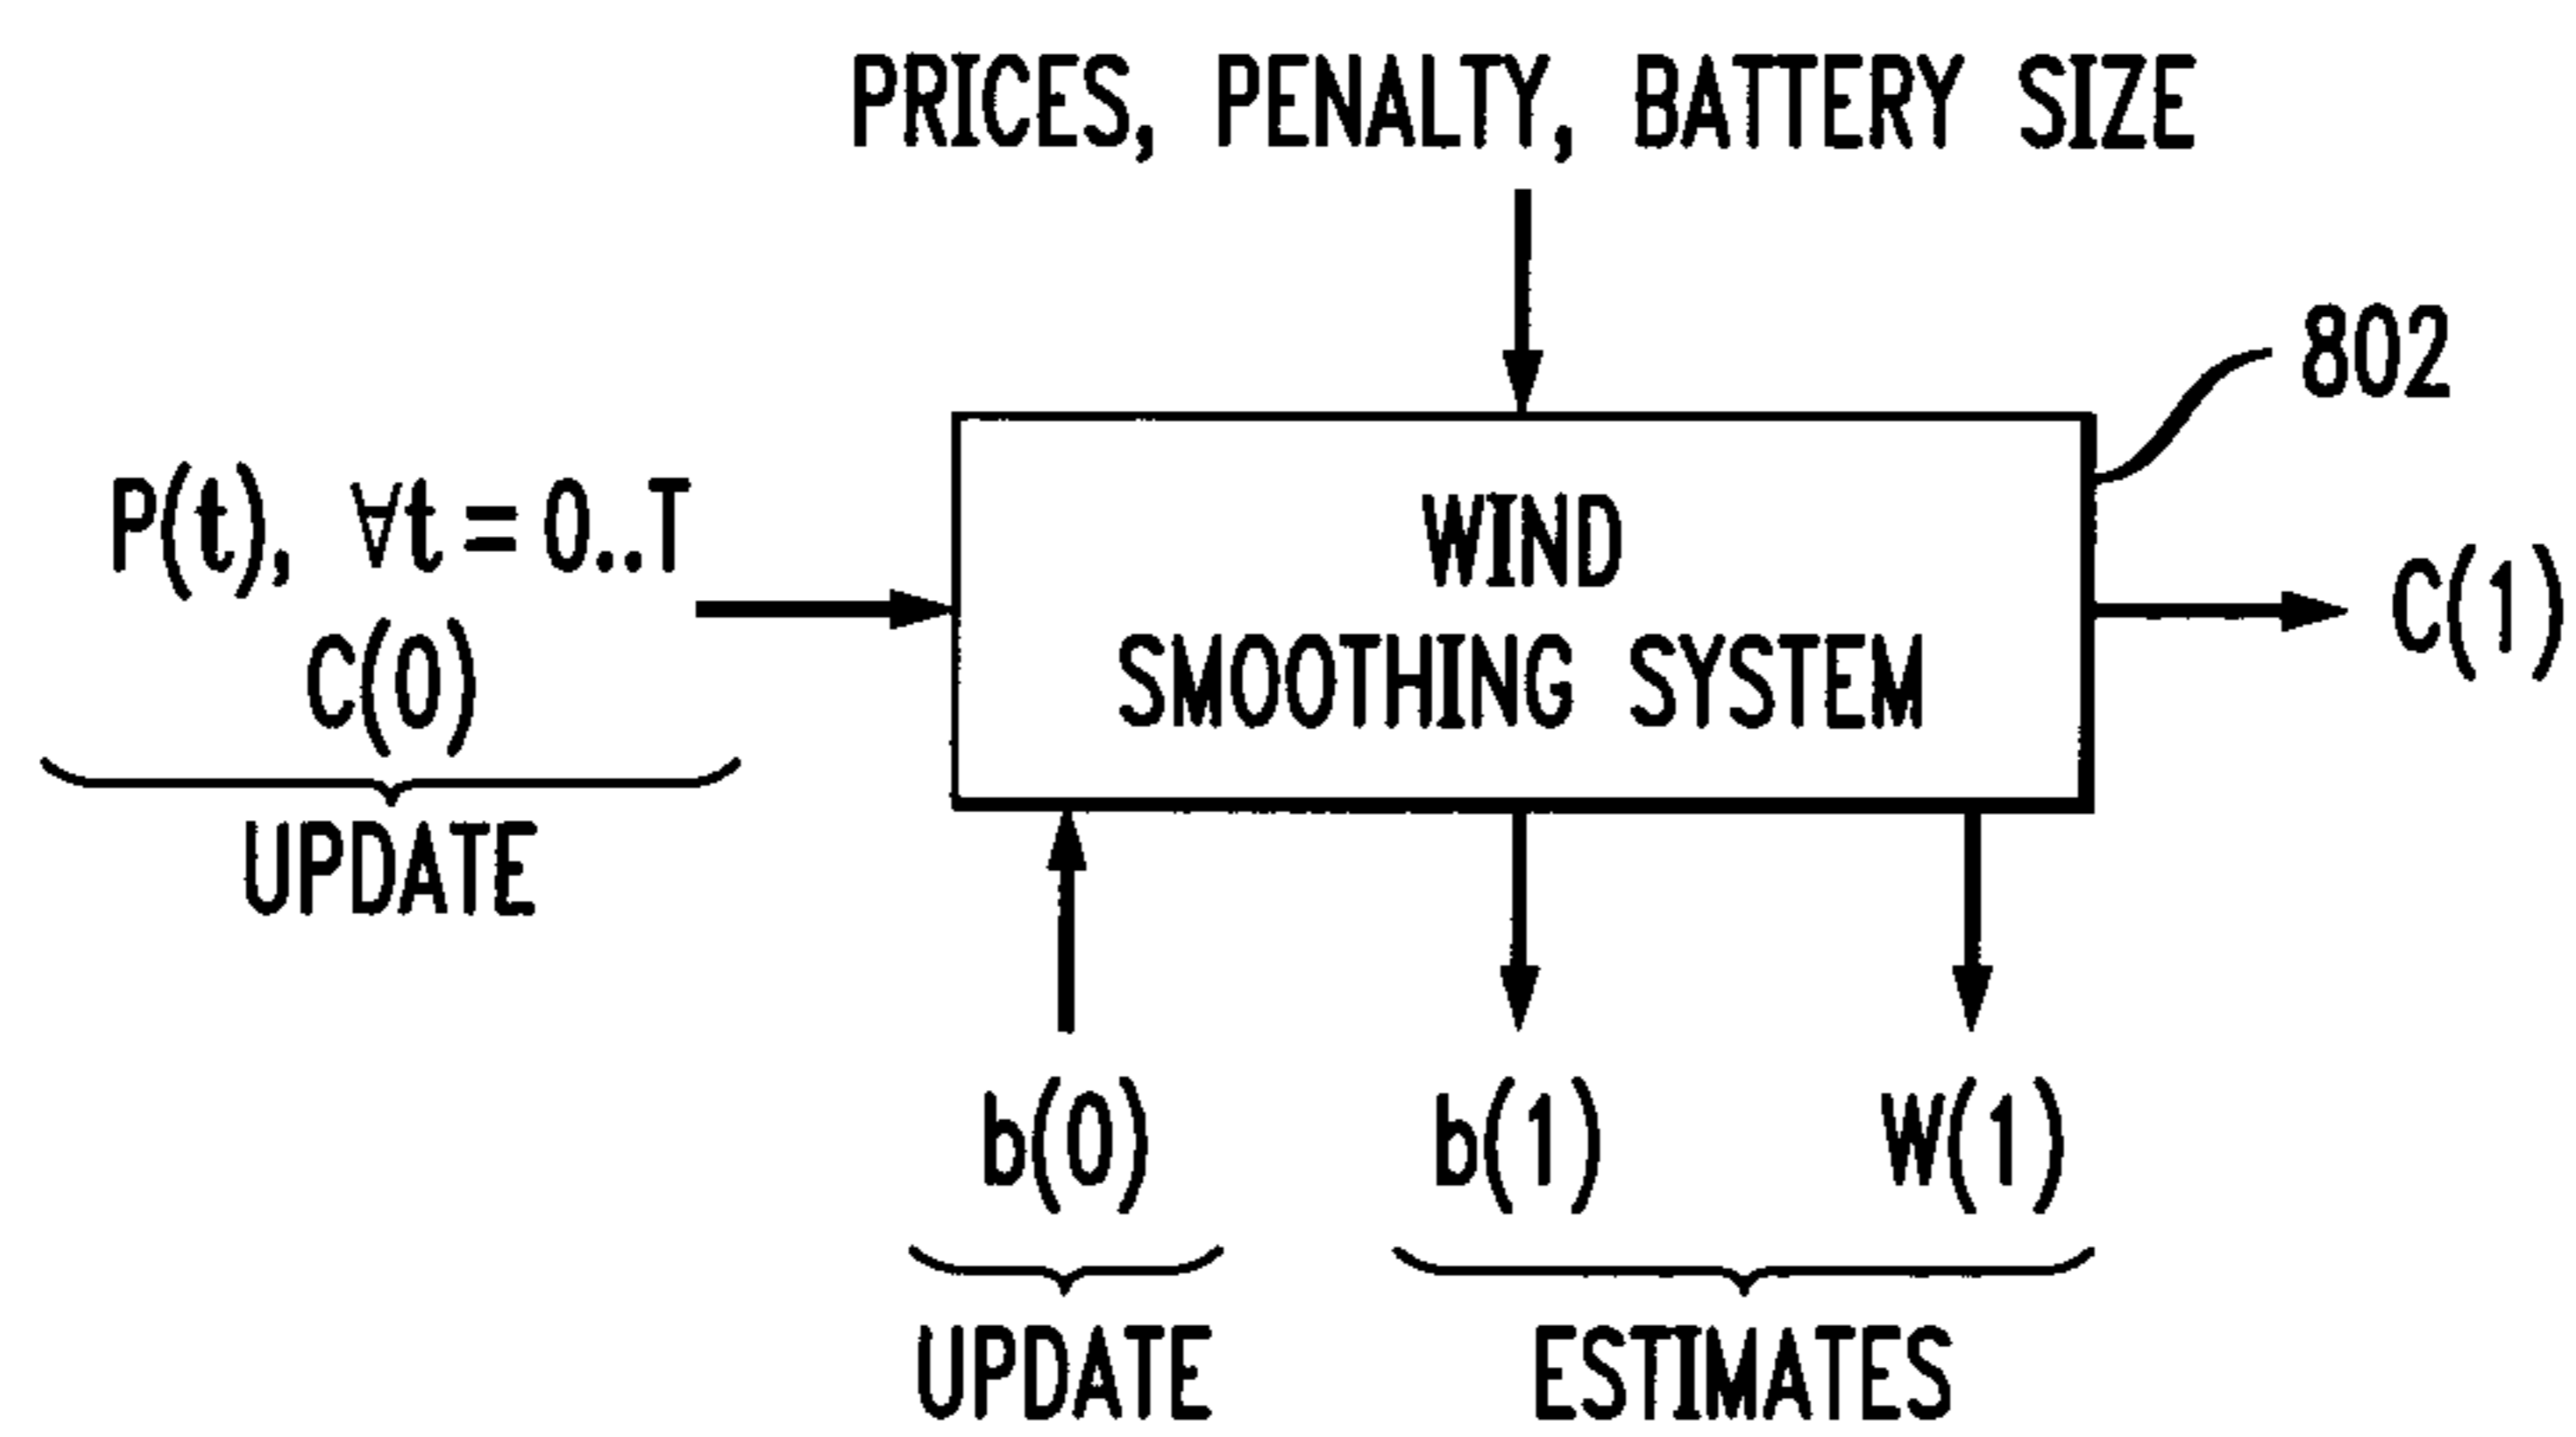 PRICES, PENALTY, BATTERY SIZE
802
P(t), ∀t = 0..T
C(0)
UPDATE
WIND
SMOOTHING SYSTEM
C(1)
b(0)
b(1)
W(1)
UPDATE
ESTIMATES